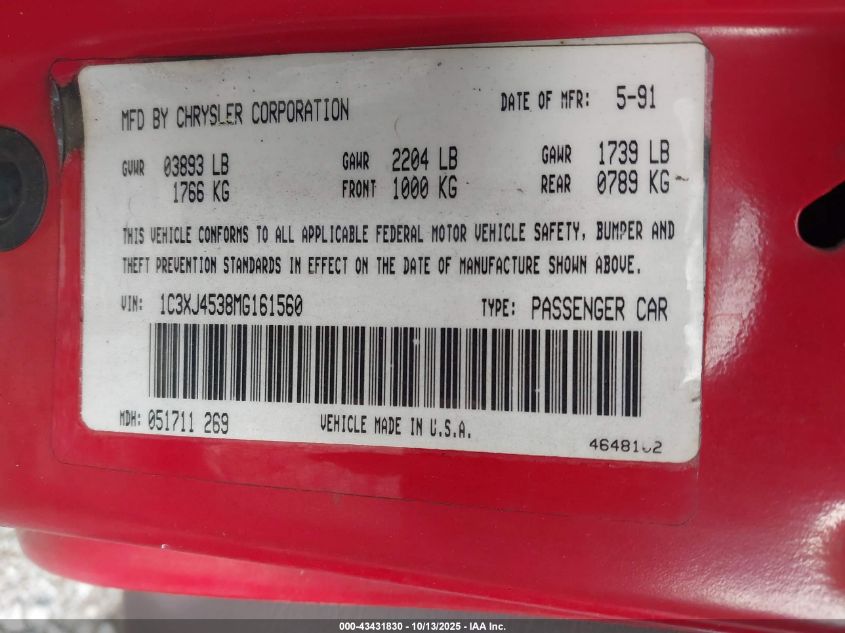 MFD BY CHRYSLER CORPORATION DATE OF MFR: 5-91
GVWR 03893 LB GAWR 2204 LB GAWR 1739 LB
1766 KG FRONT 1000 KG REAR 0789 KG
THIS VEHICLE CONFORMS TO ALL APPLICABLE FEDERAL MOTOR VEHICLE SAFETY, BUMPER AND
THEFT PREVENTION STANDARDS IN EFFECT ON THE DATE OF MANUFACTURE SHOWN ABOVE.
VIN: 1C3XJ4538MG161560 TYPE: PASSENGER CAR
MDH: 051711 269 VEHICLE MADE IN U.S.A.
000-43431830 - 10/13/2025 - IAA Inc.